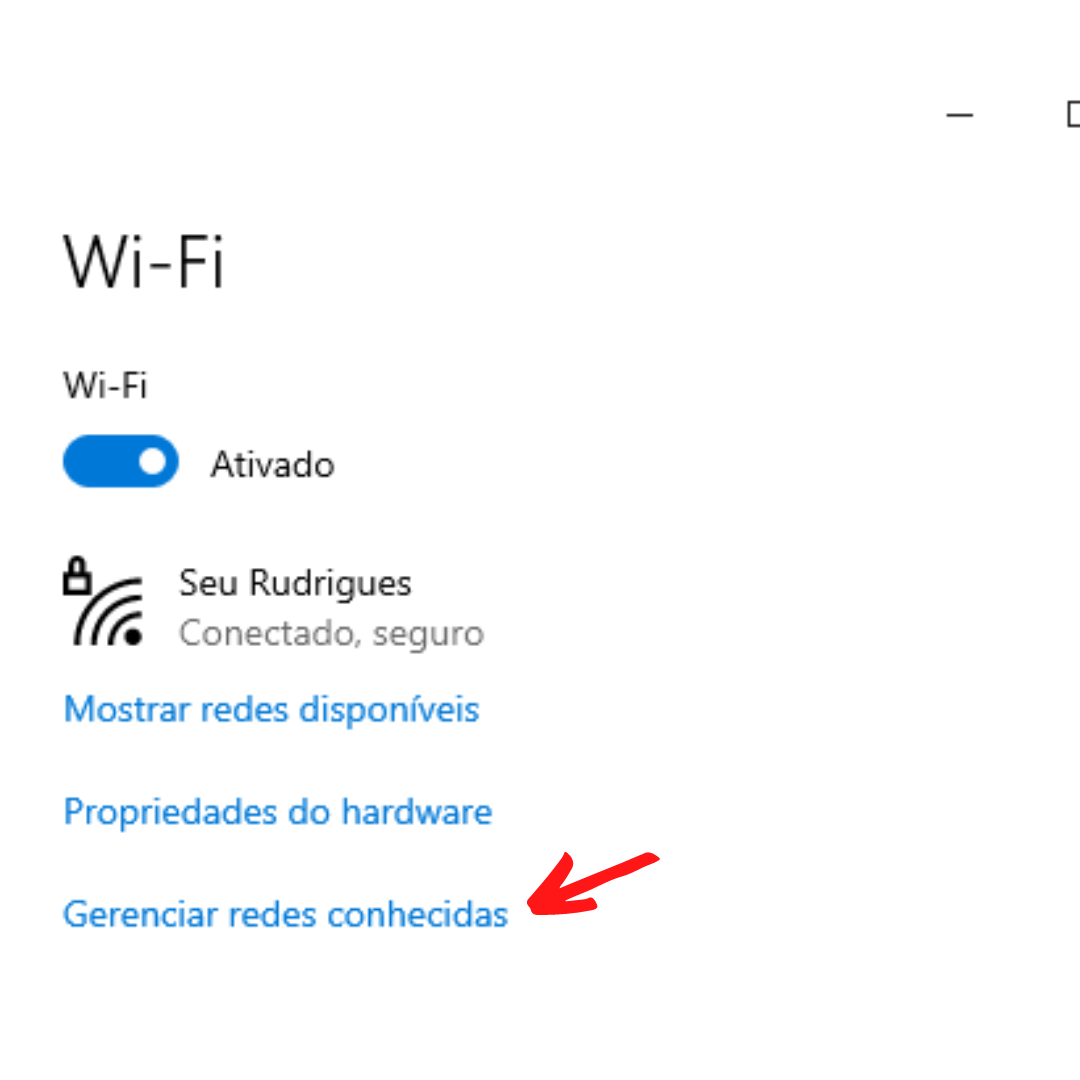 Wi-Fi
Wi-Fi
Ativado
Seu Rudrigues
Conectado, seguro
Mostrar redes disponíveis
Propriedades do hardware
Gerenciar redes conhecidas